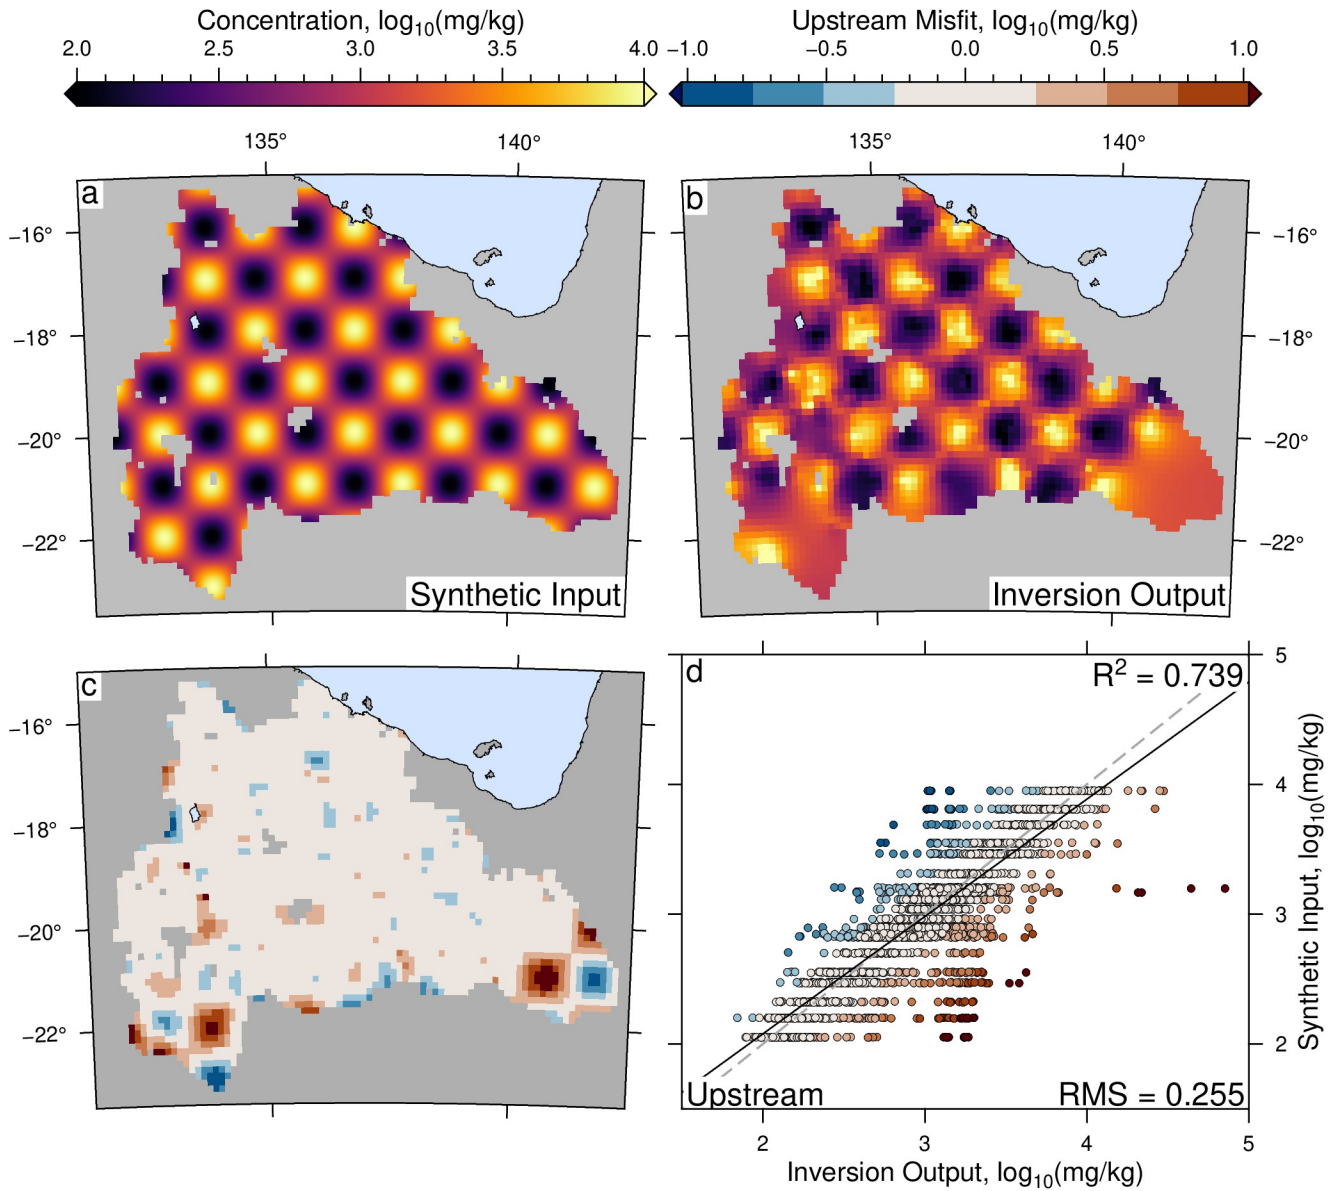 Concentration, log10(mg/kg)
Upstream Misfit, log10(mg/kg)
2.0 2.5 3.0 3.5 4.0
−1.0 −0.5 0.0 0.5 1.0
135° 140°
135° 140°
a
b
−16°
−18°
−20°
−22°
−16°
−18°
−20°
−22°
Synthetic Input
Inversion Output
c
d
−16°
−18°
−20°
−22°
R² = 0.739
5
4
3
2
Synthetic Input, log10(mg/kg)
Upstream
RMS = 0.255
2 3 4 5
Inversion Output, log10(mg/kg)